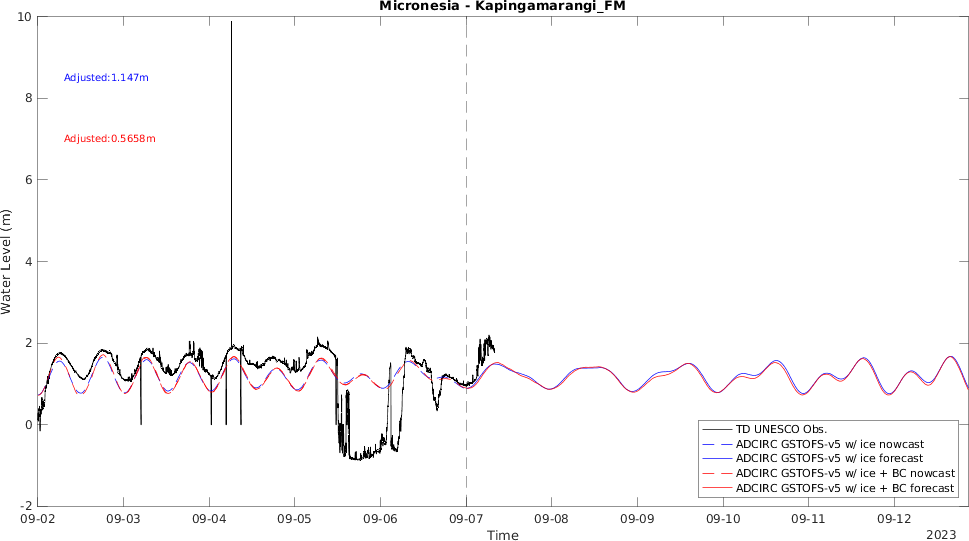 Micronesia - Kapingamarangi_FM
10
8
6
4
2
0
-2
Water Level (m)
Adjusted:1.147m
Adjusted:0.5658m
TD UNESCO Obs.
ADCIRC GSTOFS-v5 w/ ice nowcast
ADCIRC GSTOFS-v5 w/ ice forecast
ADCIRC GSTOFS-v5 w/ ice + BC nowcast
ADCIRC GSTOFS-v5 w/ ice + BC forecast
09-02 09-03 09-04 09-05 09-06 09-07 09-08 09-09 09-10 09-11 09-12
Time
2023